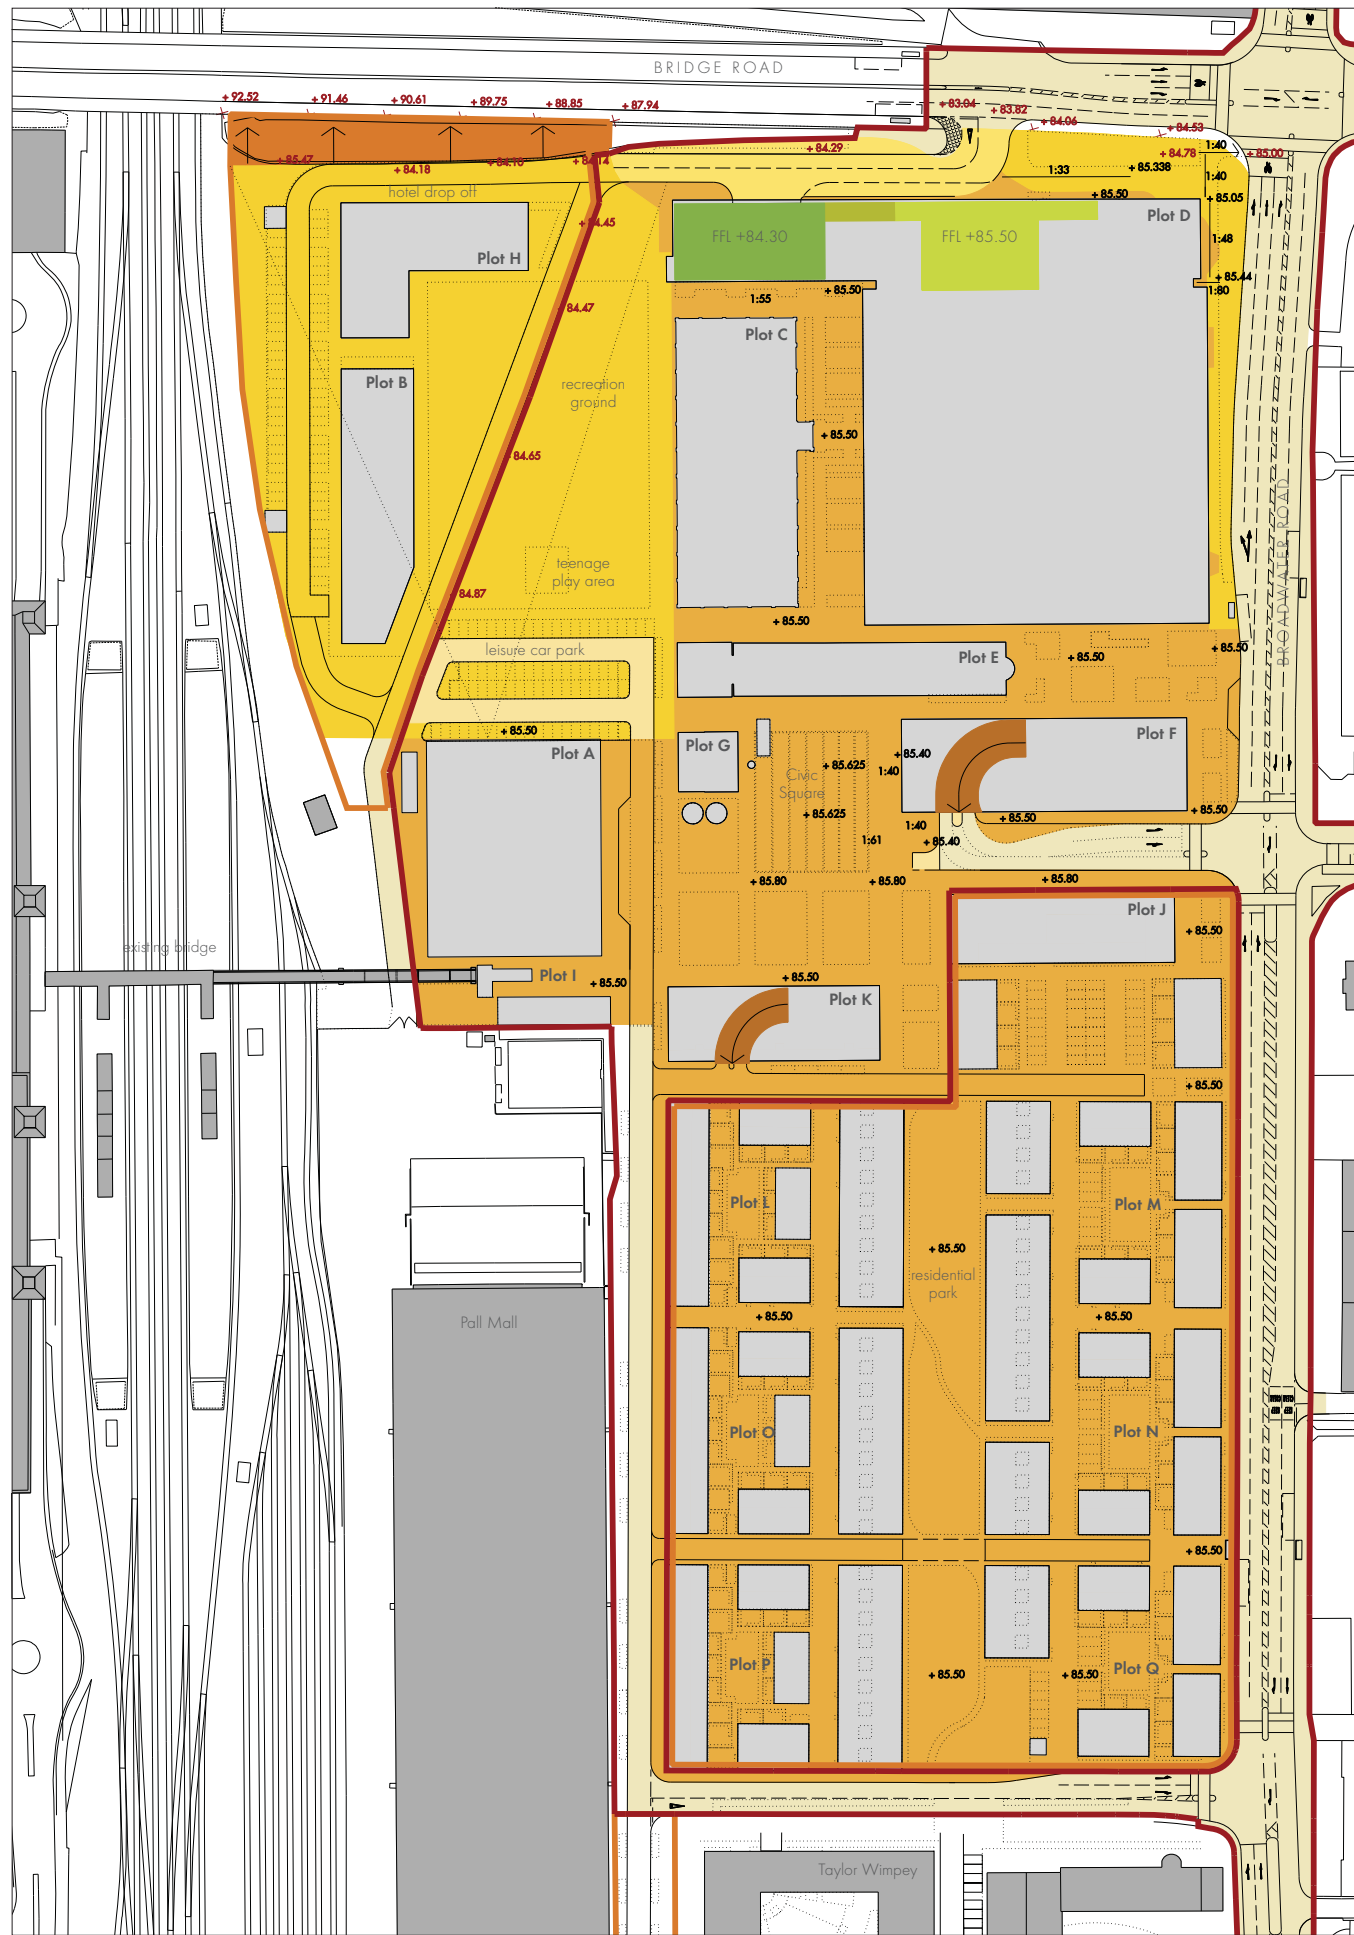 BRIDGE ROAD
+ 92.52
+ 91.46
+ 90.61
+ 89.75
+ 88.85
+ 87.94
+ 83.04
+ 83.82
+ 84.06
+ 84.53
+ 84.29
1:40
+ 84.78
+ 85.00
+ 85.47
+ 84.18
1:33
+ 85.338
1:40
hotel drop off
+ 85.50
+ 85.05
Plot D
+ 84.45
FFL +84.30
FFL +85.50
1:48
Plot H
+ 85.44
1:80
+ 85.50
1:55
84.47
Plot C
Plot B
recreation
ground
+ 85.50
84.65
BROADWATER ROAD
teenage
play area
84.87
+ 85.50
leisure car park
Plot E
+ 85.50
+ 85.50
+ 85.50
Plot A
Plot G
Plot F
+ 85.40
+ 85.625
1:40
Civic
Square
+ 85.625
+ 85.50
+ 85.50
1:40
1:61
+ 85.40
+ 85.80
+ 85.80
+ 85.80
Plot J
+ 85.50
existing bridge
Plot I
+ 85.50
+ 85.50
Plot K
+ 85.50
Plot L
Plot M
+ 85.50
residential
park
+ 85.50
+ 85.50
Pall Mall
Plot O
Plot N
+ 85.50
Plot P
+ 85.50
+ 85.50
Plot Q
Taylor Wimpey